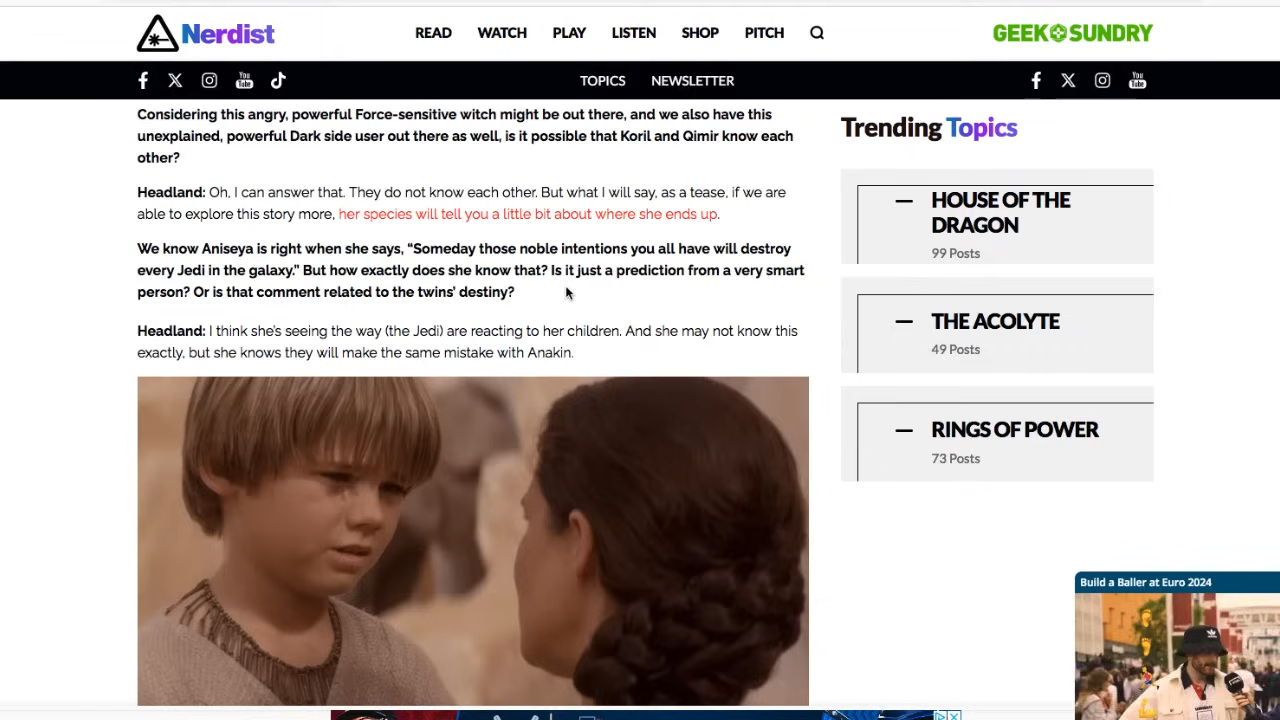 Nerdist
READ WATCH PLAY LISTEN SHOP PITCH
GEEK SUNDRY
You Tube
TOPICS NEWSLETTER
You Tube
Considering this angry, powerful Force-sensitive witch might be out there, and we also have this
unexplained, powerful Dark side user out there as well, is it possible that Koril and Qimir know each
other?
Headland: Oh, I can answer that. They do not know each other. But what I will say, as a tease, if we are
able to explore this story more, her species will tell you a little bit about where she ends up.
We know Aniseya is right when she says, “Someday those noble intentions you all have will destroy
every Jedi in the galaxy.” But how exactly does she know that? Is it just a prediction from a very smart
person? Or is that comment related to the twins’ destiny?
Headland: I think she’s seeing the way (the Jedi) are reacting to her children. And she may not know this
exactly, but she knows they will make the same mistake with Anakin.
Trending Topics
HOUSE OF THE
DRAGON
99 Posts
THE ACOLYTE
49 Posts
RINGS OF POWER
73 Posts
Build a Baller at Euro 2024